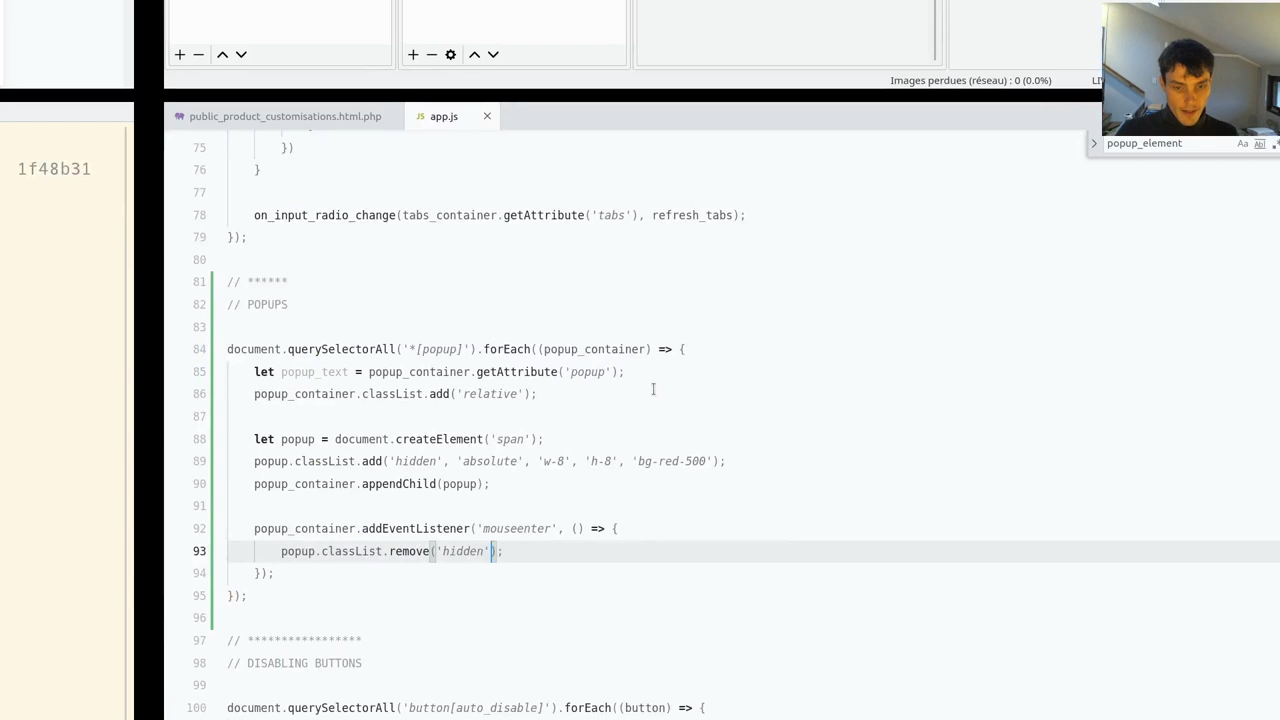 Images perdues (réseau) : 0 (0.0%)
public_product_customisations.html.php
app.js
popup_element
1f48b31
75 })
76 }
77
78 on_input_radio_change(tabs_container.getAttribute('tabs'), refresh_tabs);
79 });
80
81 // ******
82 // POPUPS
83
84 document.querySelectorAll('*[popup]').forEach((popup_container) => {
85 let popup_text = popup_container.getAttribute('popup');
86 popup_container.classList.add('relative');
87
88 let popup = document.createElement('span');
89 popup.classList.add('hidden', 'absolute', 'w-8', 'h-8', 'bg-red-500');
90 popup_container.appendChild(popup);
91
92 popup_container.addEventListener('mouseenter', () => {
93 popup.classList.remove('hidden');
94 });
95 });
96
97 // *****************
98 // DISABLING BUTTONS
99
100 document.querySelectorAll('button[auto_disable]').forEach((button) => {